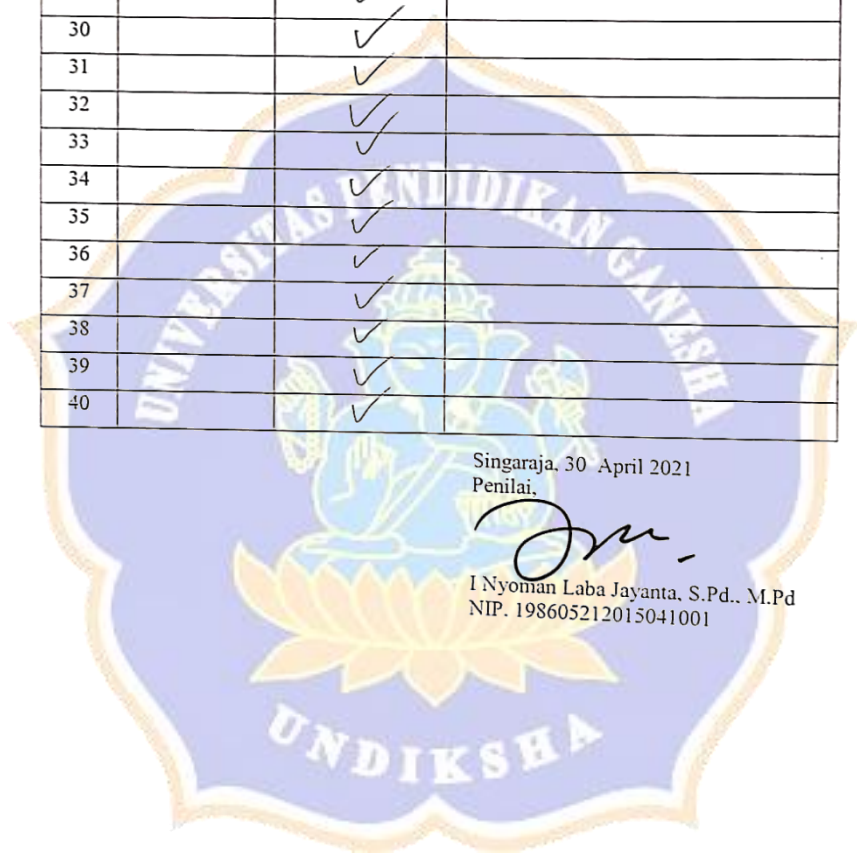 30 ✓
31 ✓
32 ✓
33 ✓
34 ✓
35 ✓
36 ✓
37 ✓
38 ✓
39 ✓
40 ✓
UNIVERSITAS PENDIDIKAN GANESHA
Singaraja, 30 April 2021
Penilai,
I Nyoman Laba Jayanta, S.Pd., M.Pd
NIP. 198605212015041001
UNDIKSHA